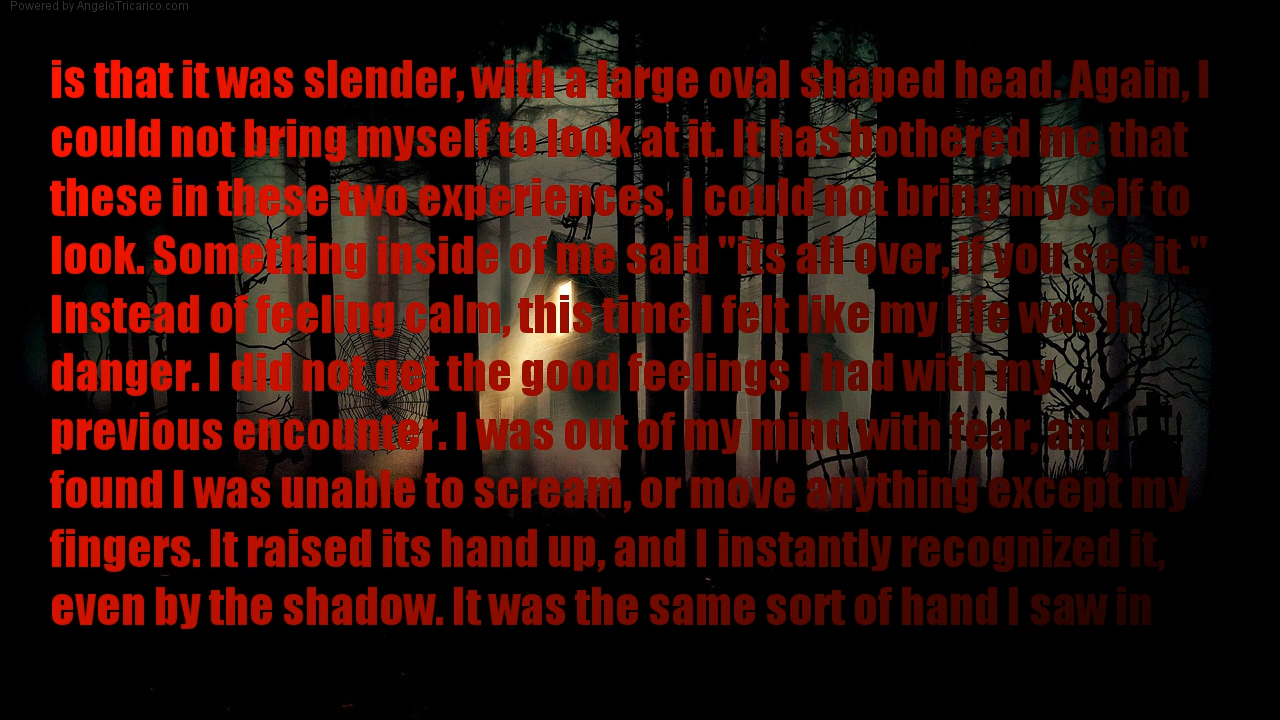 Powered by AngeloTricarico.com
is that it was slender, with a large oval shaped head. Again, I
could not bring myself to look at it. It has bothered me that
these in these two experiences, I could not bring myself to
look. Something inside of me said "its all over, if you see it."
Instead of feeling calm, this time I felt like my life was in
danger. I did not get the good feelings I had with my
previous encounter. I was out of my mind with fear, and
found I was unable to scream, or move anything except my
fingers. It raised its hand up, and I instantly recognized it,
even by the shadow. It was the same sort of hand I saw in